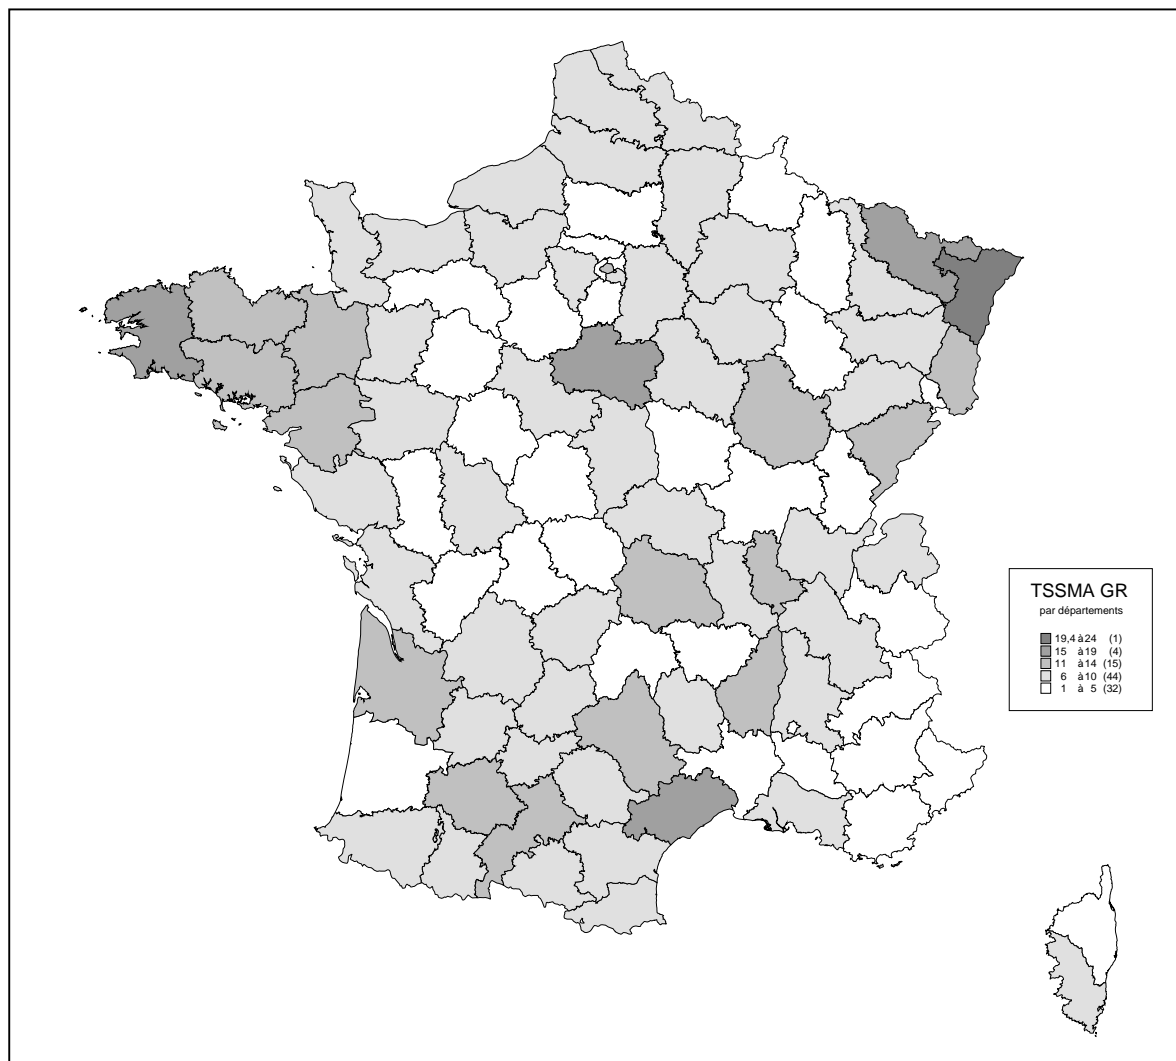 TSSMA GR
par départements
19,4 à 24 (1)
15 à 19 (4)
11 à 14 (15)
6 à 10 (44)
1 à 5 (32)